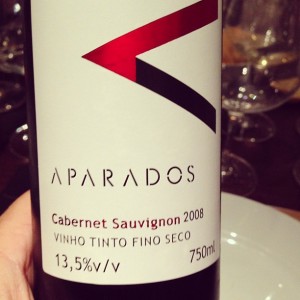 APARADOS
Cabernet Sauvignon 2008
VINHO TINTO FINO SECO
13,5%v/v 750ml